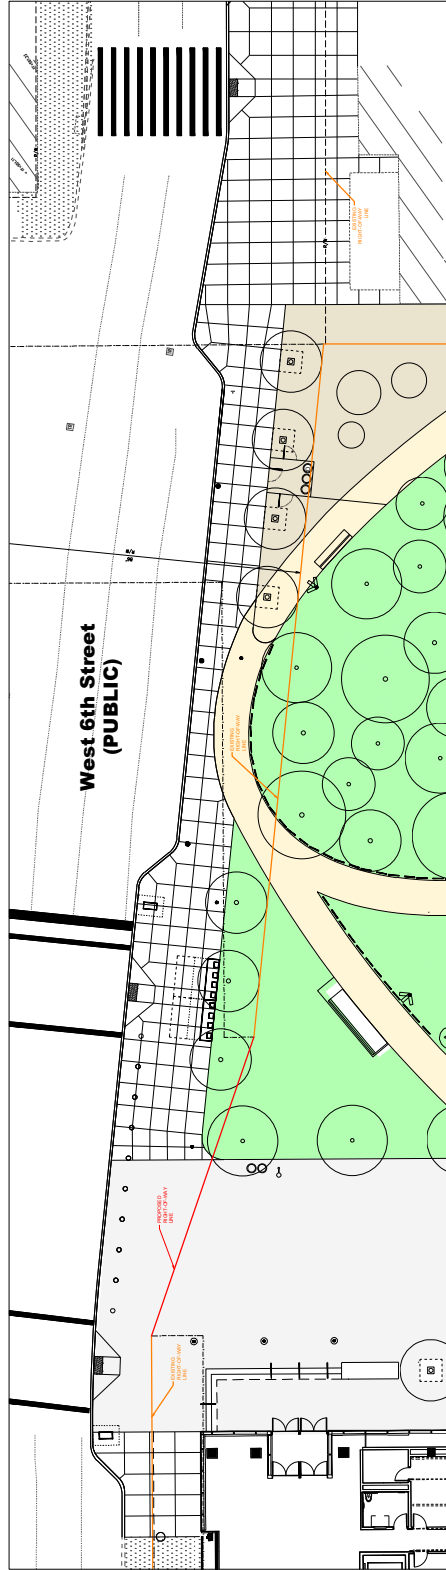 EXISTING
RIGHT-OF-WAY
LINE
R/W
West 6th Street
(PUBLIC)
EXISTING
RIGHT-OF-WAY
LINE
PROPOSED
RIGHT-OF-WAY
LINE
EXISTING
RIGHT-OF-WAY
LINE